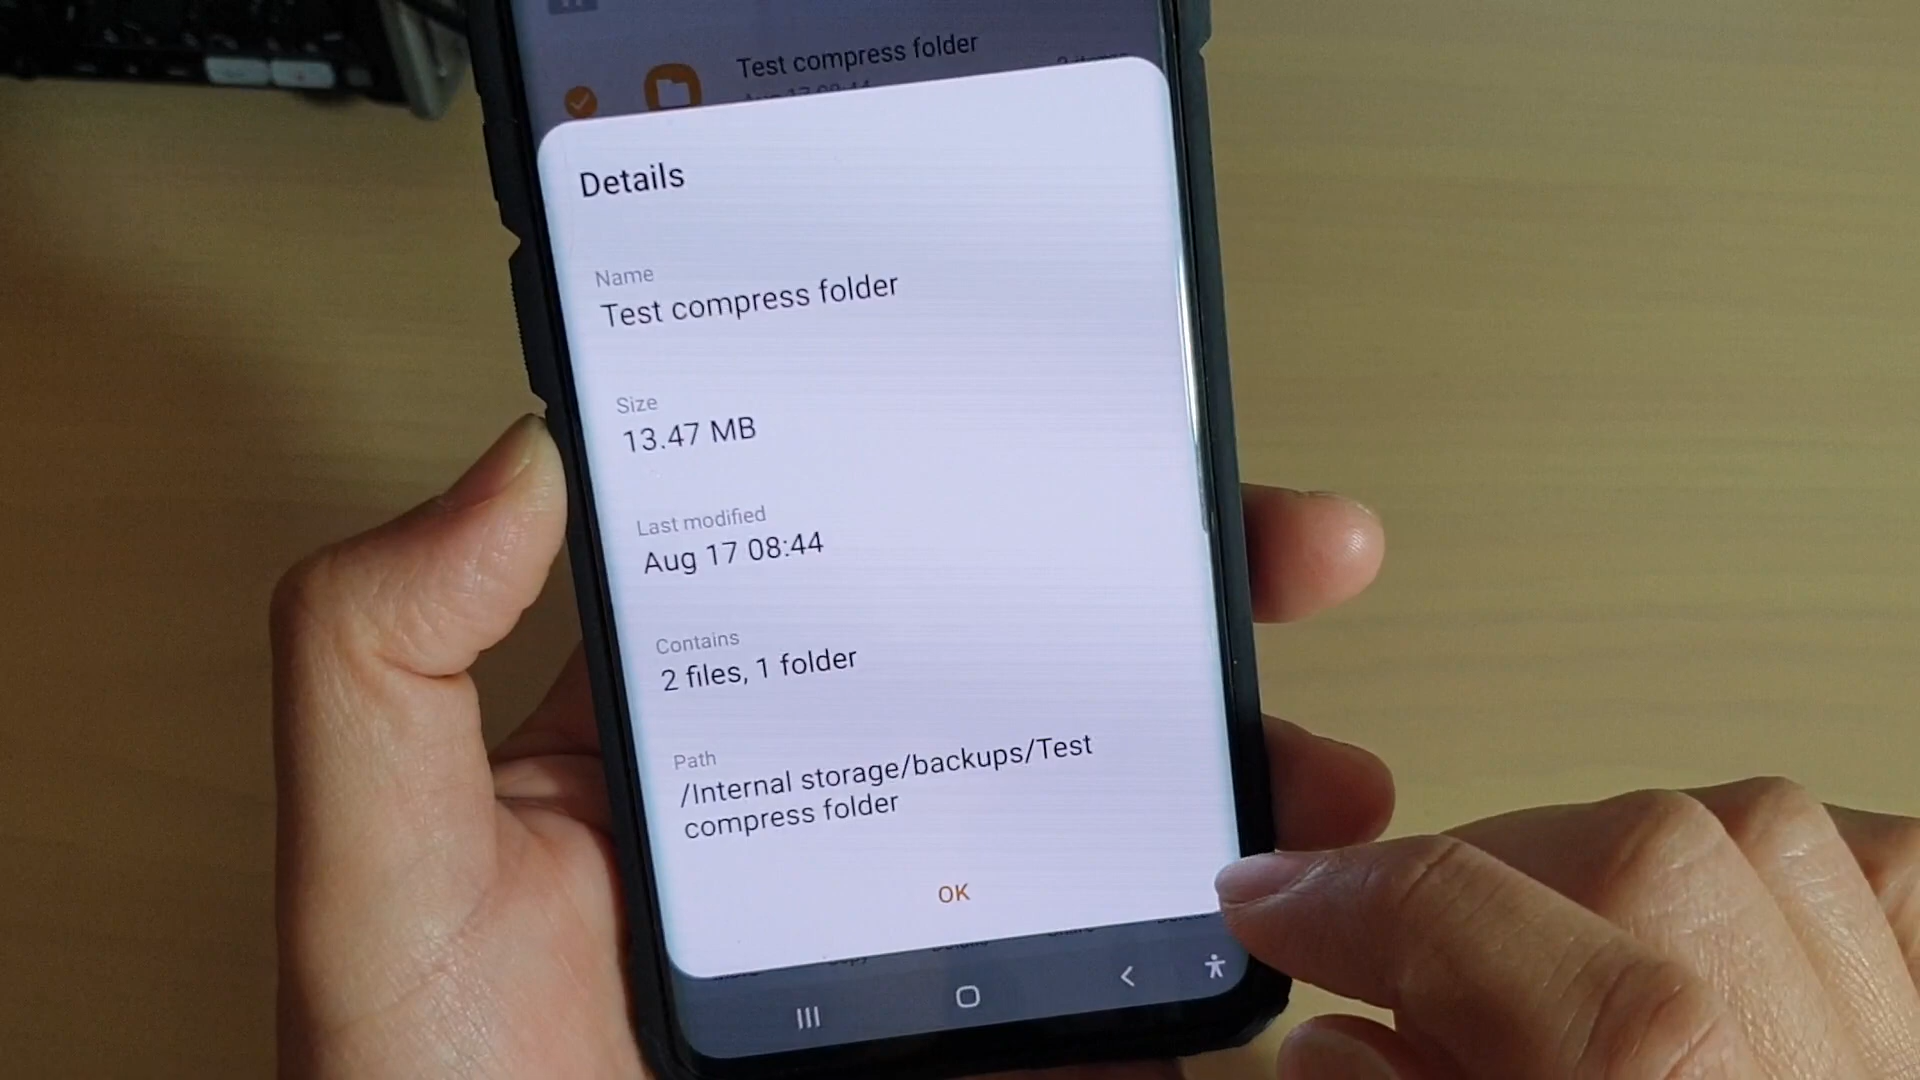 Test compress folder
Details
Name
Test compress folder
Size
13.47 MB
Last modified
Aug 17 08:44
Contains
2 files, 1 folder
Path
/Internal storage/backups/Test
compress folder
OK